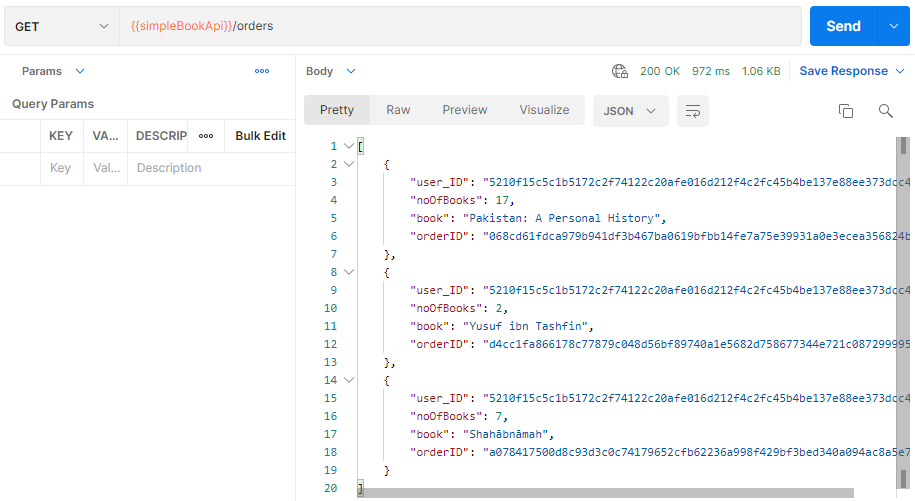 GET {{simpleBookApi}}/orders Send
Params
Body 200 OK 972 ms 1.06 KB Save Response
Query Params
Pretty Raw Preview Visualize JSON
KEY VA... DESCRIP Bulk Edit
Key Val... Description
1 [
2 {
3 "user_ID": "5210f15c5c1b5172c2f74122c20afe016d212f4c2fc45b4be137e88ee373dcc4
4 "noOfBooks": 17,
5 "book": "Pakistan: A Personal History",
6 "orderID": "068cd61fdca979b941df3b467ba0619bfbb14fe7a75e39931a0e3ecea356824b
7 },
8 {
9 "user_ID": "5210f15c5c1b5172c2f74122c20afe016d212f4c2fc45b4be137e88ee373dcc4
10 "noOfBooks": 2,
11 "book": "Yusuf ibn Tashfin",
12 "orderID": "d4cc1fa866178c77879c048d56bf89740a1e5682d758677344e721c087299995
13 },
14 {
15 "user_ID": "5210f15c5c1b5172c2f74122c20afe016d212f4c2fc45b4be137e88ee373dcc4
16 "noOfBooks": 7,
17 "book": "Shahābnāmah",
18 "orderID": "a078417500d8c93d3c0c74179652cfb62236a998f429bf3bed340a094ac8a5e7
19 }
20 ]